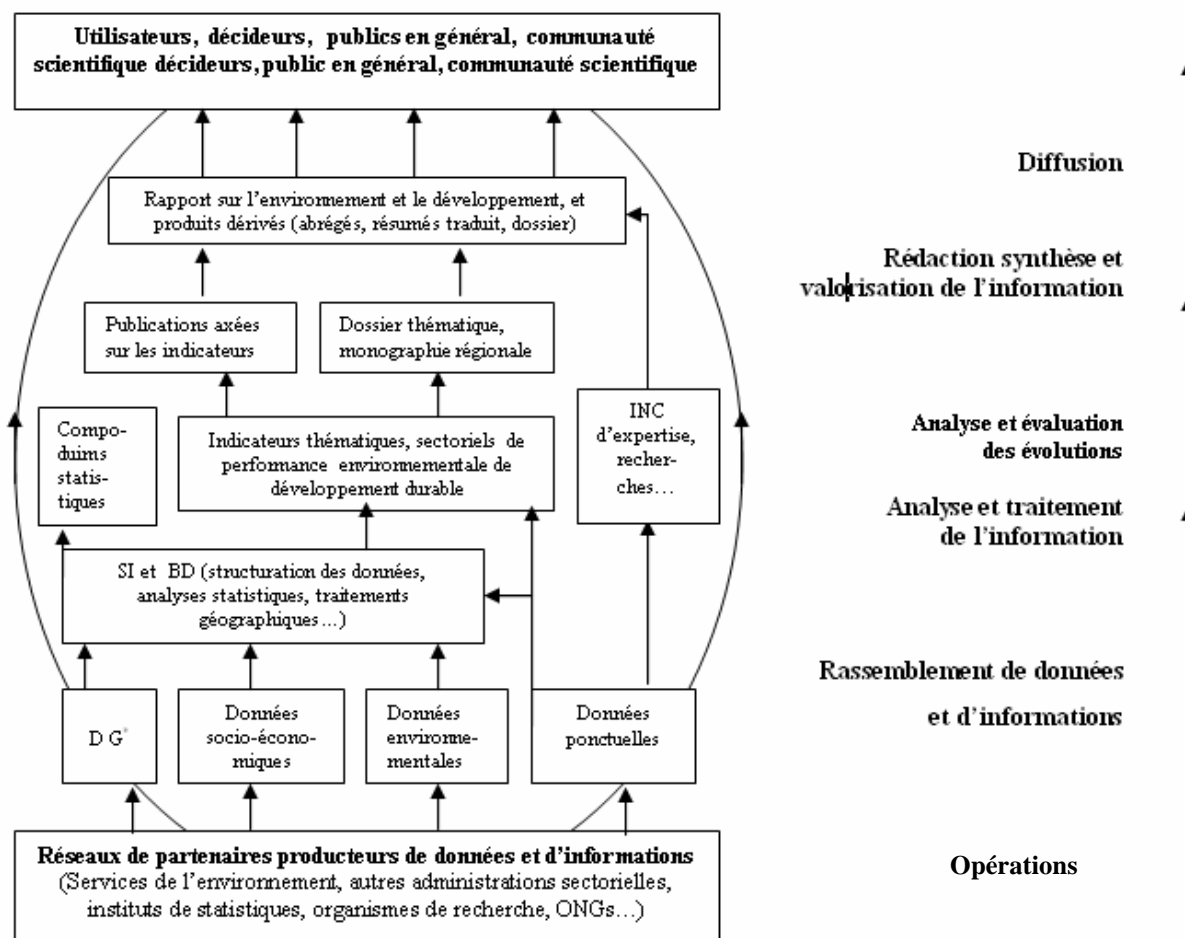 Utilisateurs, décideurs, publics en général, communauté
scientifique décideurs, public en général, communauté scientifique
Diffusion
Rapport sur l'environnement et le développement, et
produits dérivés (abrégés, résumés traduit, dossier)
Rédaction synthèse et
valorisation de l'information
Publications axées
sur les indicateurs
Dossier thématique,
monographie régionale
Compo-
duims
statis-
tiques
Indicateurs thématiques, sectoriels de
performance environnementale de
développement durable
INC
d'expertise,
recher-
ches...
Analyse et évaluation
des évolutions
Analyse et traitement
de l'information
SI et BD (structuration des données,
analyses statistiques, traitements
géographiques...)
Rassemblement de données
et d'informations
D G*
Données
socio-écono-
miques
Données
environne-
mentales
Données
ponctuelles
Réseaux de partenaires producteurs de données et d'informations
(Services de l'environnement, autres administrations sectorielles,
instituts de statistiques, organismes de recherche, ONGs...)
Opérations